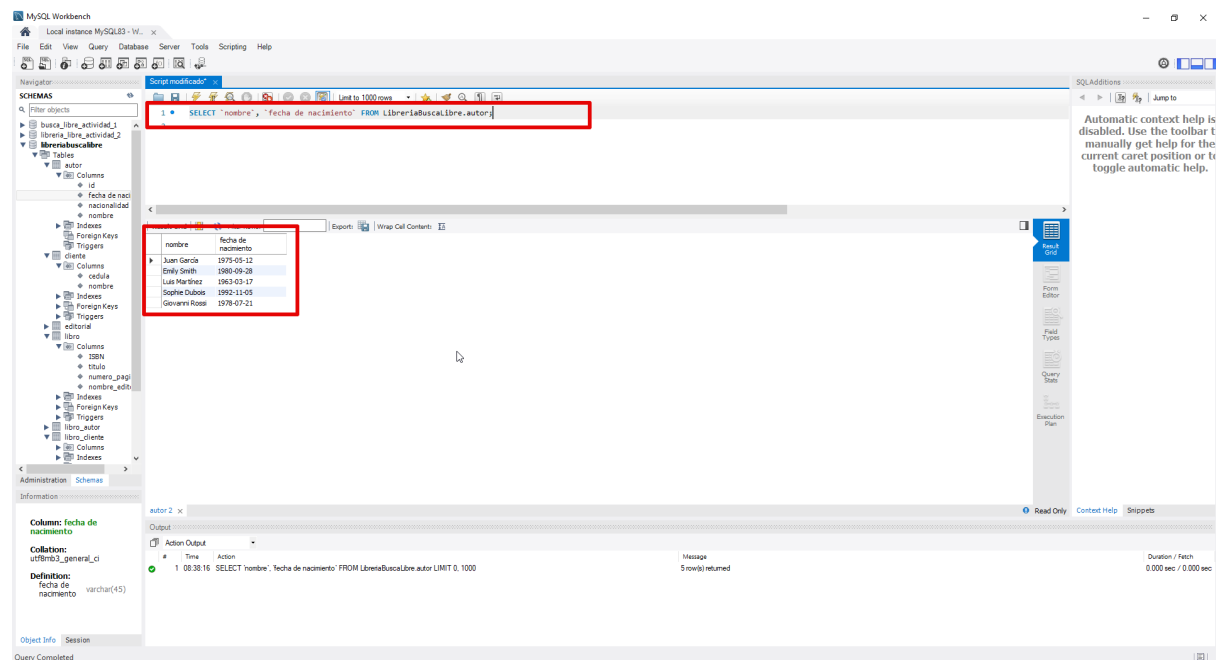 MySQL Workbench
Local instance MySQL83 - W... ×
File Edit View Query Database Server Tools Scripting Help
Navigator
Script modificado* ×
SQLAdditions
SCHEMAS
Limit to 1000 rows
Jump to
Filter objects
1 SELECT `nombre`, `fecha de nacimiento` FROM LibreriaBuscaLibre.autor;
Automatic context help is
disabled. Use the toolbar t
manually get help for the
current caret position or to
toggle automatic help.
busca_libre_actividad_1
libreria_libre_actividad_2
libreriabuscalibre
Tables
autor
Columns
id
fecha de naci
nacionalidad
nombre
Indexes
Foreign Keys
Triggers
cliente
Columns
cedula
nombre
Indexes
Foreign Keys
Triggers
editorial
libro
Columns
ISBN
titulo
numero_pagi
nombre_edit
Indexes
Foreign Keys
Triggers
libro_autor
libro_cliente
Columns
Indexes
Administration Schemas
Export: Wrap Cell Content:
nombre fecha de nacimiento
Juan García 1975-05-12
Emily Smith 1980-09-28
Luis Martínez 1963-03-17
Sophie Dubois 1992-11-05
Giovanni Rossi 1978-07-21
Result Grid
Form Editor
Field Types
Query Stats
Execution Plan
Information
Column: fecha de
nacimiento
Collation:
utf8mb3_general_ci
Definition:
fecha de
nacimiento varchar(45)
Object Info Session
autor 2 ×
Read Only
Context Help Snippets
Output
Action Output
# Time Action Message Duration / Fetch
1 08:38:16 SELECT `nombre`, `fecha de nacimiento` FROM LibreriaBuscaLibre.autor LIMIT 0, 1000 5 row(s) returned 0.000 sec / 0.000 sec
Query Completed